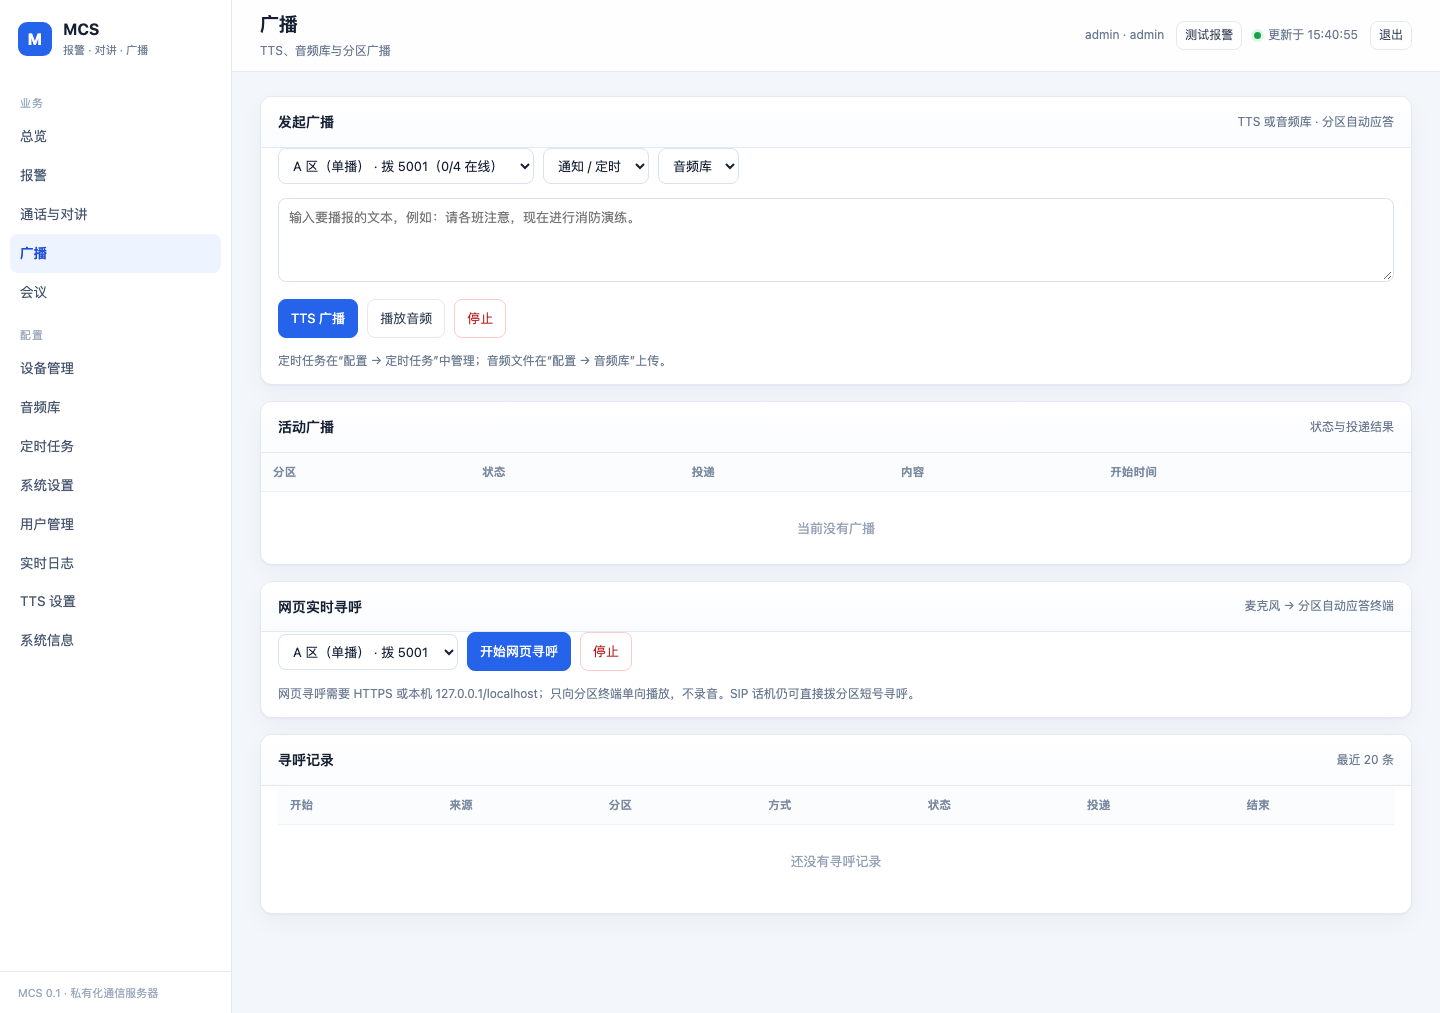 M
MCS
报警 · 对讲 · 广播
业务
总览
报警
通话与对讲
广播
会议
配置
设备管理
音频库
定时任务
系统设置
用户管理
实时日志
TTS 设置
系统信息
MCS 0.1 · 私有化通信服务器
广播
TTS、音频库与分区广播
admin · admin
测试报警
更新于 15:40:55
退出
发起广播
TTS 或音频库 · 分区自动应答
A 区（单播） · 拨 5001（0/4 在线）
通知 / 定时
音频库
输入要播报的文本，例如：请各班注意，现在进行消防演练。
TTS 广播
播放音频
停止
定时任务在“配置 → 定时任务”中管理；音频文件在“配置 → 音频库”上传。
活动广播
状态与投递结果
分区 状态 投递 内容 开始时间
当前没有广播
网页实时寻呼
麦克风 → 分区自动应答终端
A 区（单播） · 拨 5001
开始网页寻呼
停止
网页寻呼需要 HTTPS 或本机 127.0.0.1/localhost；只向分区终端单向播放，不录音。SIP 话机仍可直接拨分区短号寻呼。
寻呼记录
最近 20 条
开始 来源 分区 方式 状态 投递 结束
还没有寻呼记录